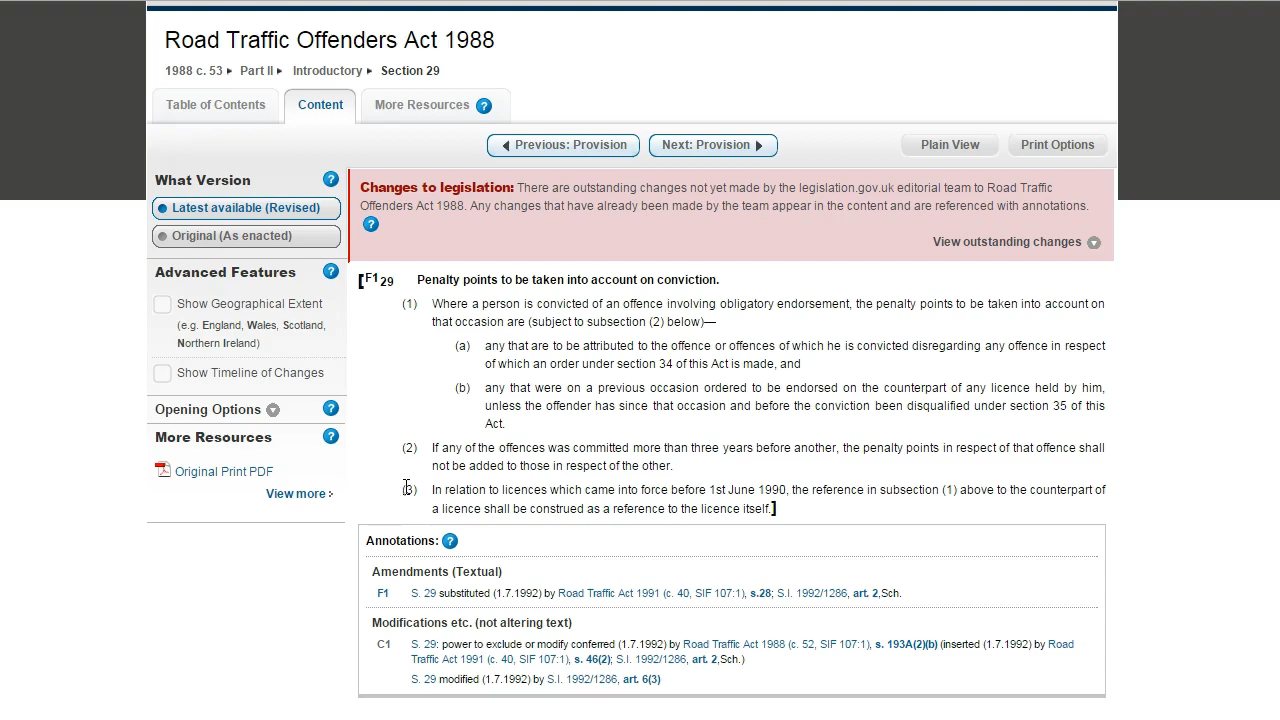 Road Traffic Offenders Act 1988
1988 c. 53 ▶ Part II ▶ Introductory ▶ Section 29
Table of Contents
Content
More Resources ?
◀ Previous: Provision
Next: Provision ▶
Plain View
Print Options
What Version ?
Latest available (Revised)
Original (As enacted)
Advanced Features ?
Show Geographical Extent
(e.g. England, Wales, Scotland,
Northern Ireland)
Show Timeline of Changes
Opening Options ?
More Resources ?
Original Print PDF
View more
Changes to legislation: There are outstanding changes not yet made by the legislation.gov.uk editorial team to Road Traffic
Offenders Act 1988. Any changes that have already been made by the team appear in the content and are referenced with annotations.
?
View outstanding changes
[F129 Penalty points to be taken into account on conviction.
(1) Where a person is convicted of an offence involving obligatory endorsement, the penalty points to be taken into account on
that occasion are (subject to subsection (2) below)—
(a) any that are to be attributed to the offence or offences of which he is convicted disregarding any offence in respect
of which an order under section 34 of this Act is made, and
(b) any that were on a previous occasion ordered to be endorsed on the counterpart of any licence held by him,
unless the offender has since that occasion and before the conviction been disqualified under section 35 of this
Act.
(2) If any of the offences was committed more than three years before another, the penalty points in respect of that offence shall
not be added to those in respect of the other.
(3) In relation to licences which came into force before 1st June 1990, the reference in subsection (1) above to the counterpart of
a licence shall be construed as a reference to the licence itself.]
Annotations: ?
Amendments (Textual)
F1 S. 29 substituted (1.7.1992) by Road Traffic Act 1991 (c. 40, SIF 107:1), s.28; S.I. 1992/1286, art. 2,Sch.
Modifications etc. (not altering text)
C1 S. 29: power to exclude or modify conferred (1.7.1992) by Road Traffic Act 1988 (c. 52, SIF 107:1), s. 193A(2)(b) (inserted (1.7.1992) by Road
Traffic Act 1991 (c. 40, SIF 107:1), s. 46(2); S.I. 1992/1286, art. 2,Sch.)
S. 29 modified (1.7.1992) by S.I. 1992/1286, art. 6(3)